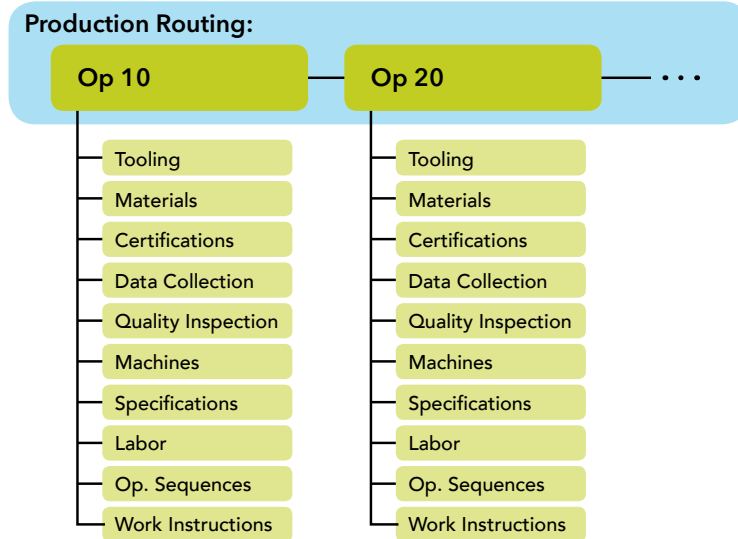 Production Routing:
Op 10
Op 20
. . .
Tooling
Materials
Certifications
Data Collection
Quality Inspection
Machines
Specifications
Labor
Op. Sequences
Work Instructions
Tooling
Materials
Certifications
Data Collection
Quality Inspection
Machines
Specifications
Labor
Op. Sequences
Work Instructions